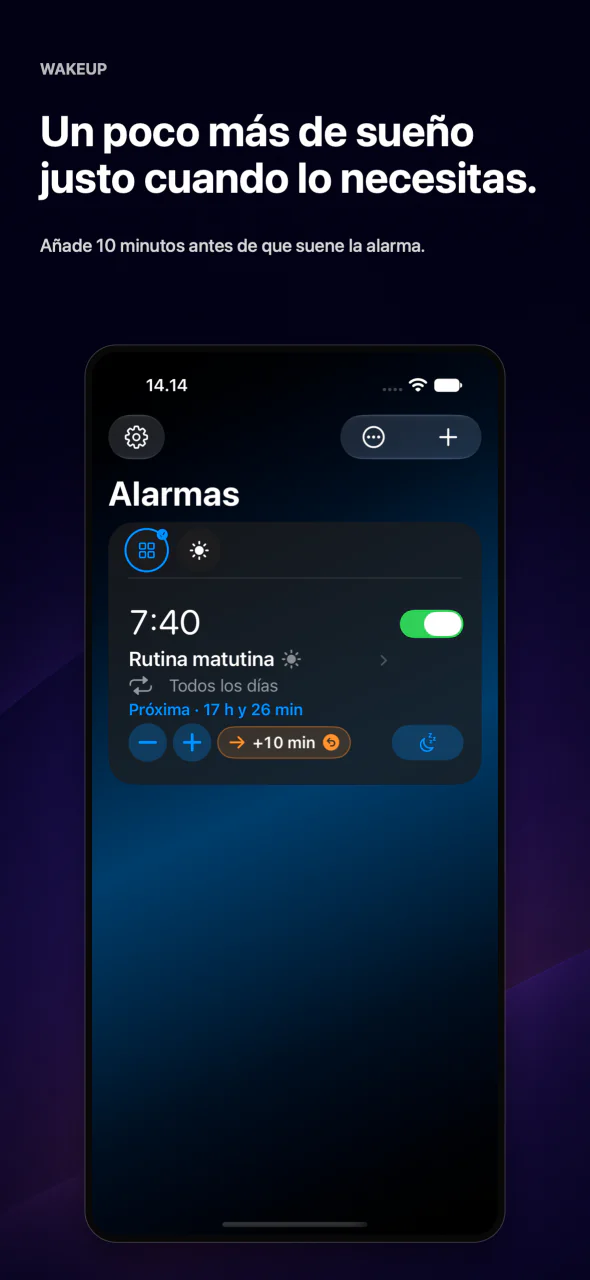 WAKEUP
Un poco más de sueño
justo cuando lo necesitas.
Añade 10 minutos antes de que suene la alarma.
14.14
Alarmas
7:40
Rutina matutina
Todos los días
Próxima · 17 h y 26 min
+10 min